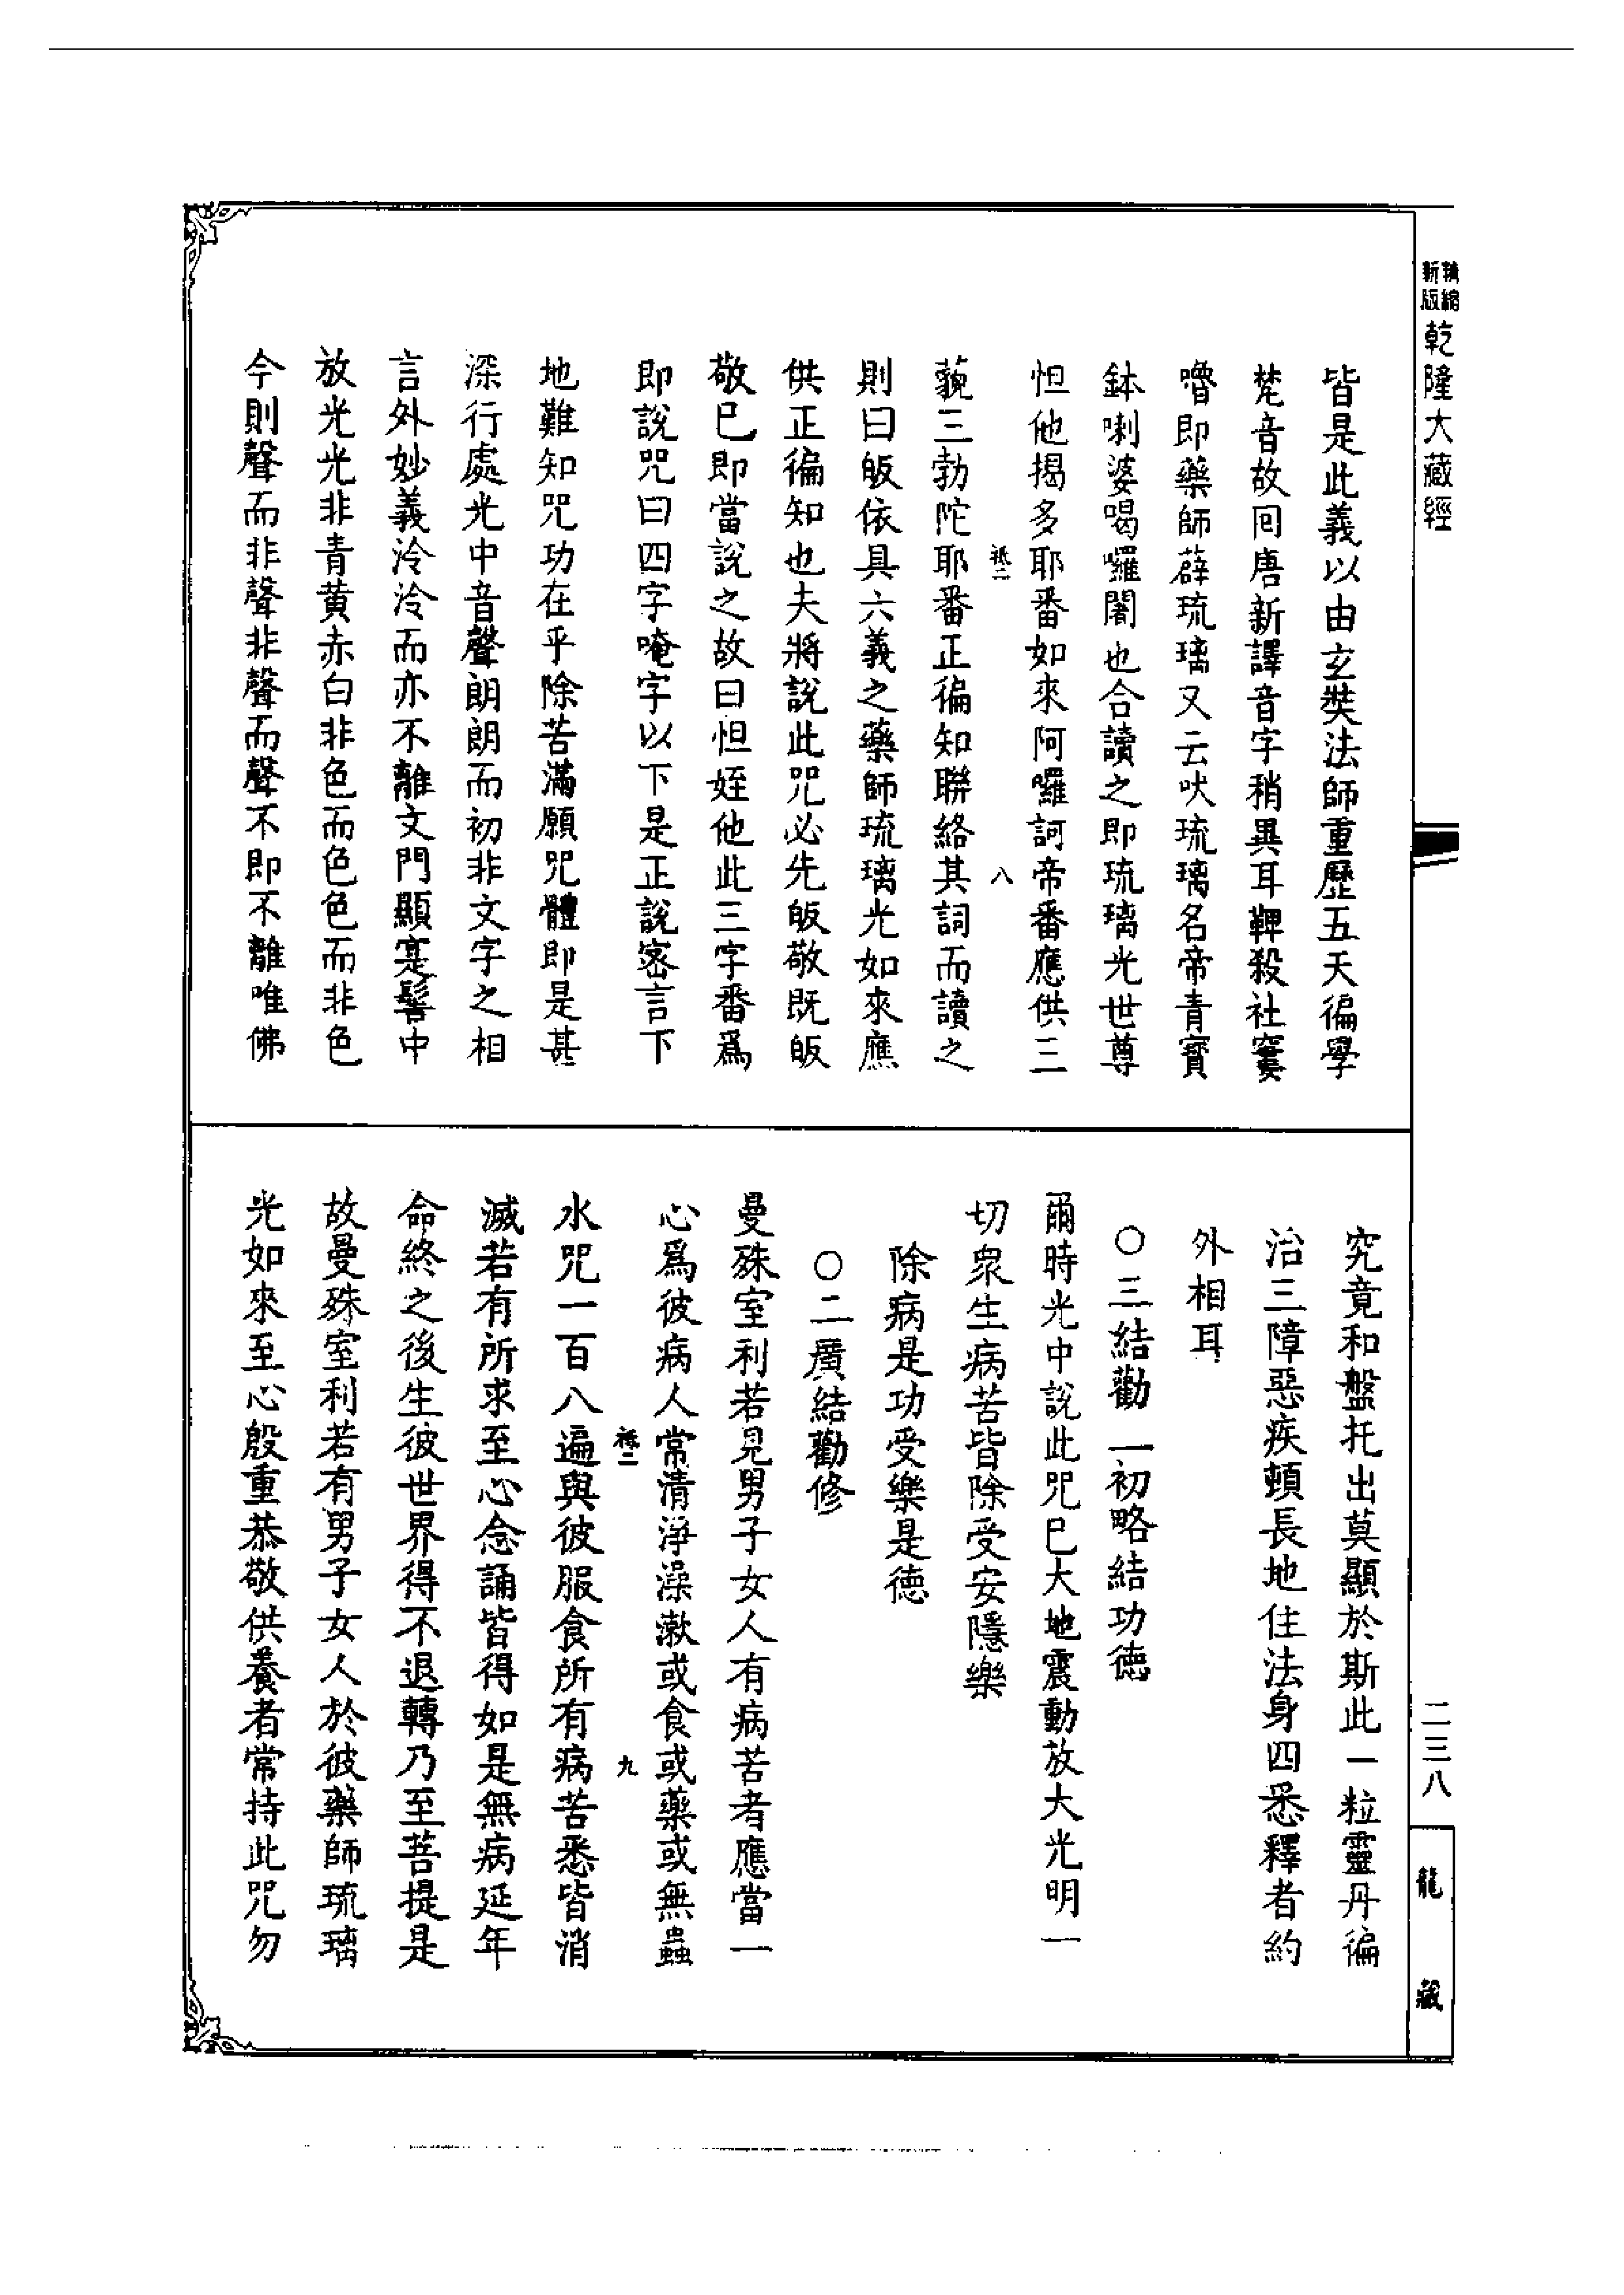 新版精縮
乾隆大藏經
二三八
龍藏
皆是此義以由玄奘法師重歷五天徧學
梵音故回唐新譯音字稍異耳鞞殺社窶
嚕即藥師薜琉璃又云吠琉璃名帝青寶
鉢喇婆喝囉闍也合讀之即琉璃光世尊
怛他揭多耶番如來阿囉訶帝番應供三
祇二 八
藐三勃陀耶番正徧知聯絡其詞而讀之
則曰皈依具六義之藥師琉璃光如來應
供正徧知也夫將說此咒必先皈敬既皈
敬已即當說之故曰怛姪他此三字番爲
即說咒曰四字唵字以下是正說密言下
地難知咒功在乎除苦滿願咒體即是甚
深行處光中音聲朗朗而初非文字之相
言外妙義泠泠而亦不離文門顯寔髻中
放光光非青黃赤白非色而色色而非色
今則聲而非聲非聲而聲不即不離唯佛
究竟和盤托出莫顯於斯此一粒靈丹徧
治三障惡疾頓長地住法身四悉釋者約
外相耳
○三結勸 一初略結功德
爾時光中說此咒已大地震動放大光明一
切眾生病苦皆除受安隱樂
除病是功受樂是德
○二廣結勸修
曼殊室利若見男子女人有病苦者應當一
心爲彼病人常清淨澡漱或食或藥或無蟲
祇二 九
水咒一百八遍與彼服食所有病苦悉皆消
滅若有所求至心念誦皆得如是無病延年
命終之後生彼世界得不退轉乃至菩提是
故曼殊室利若有男子女人於彼藥師琉璃
光如來至心殷重恭敬供養者常持此咒勿